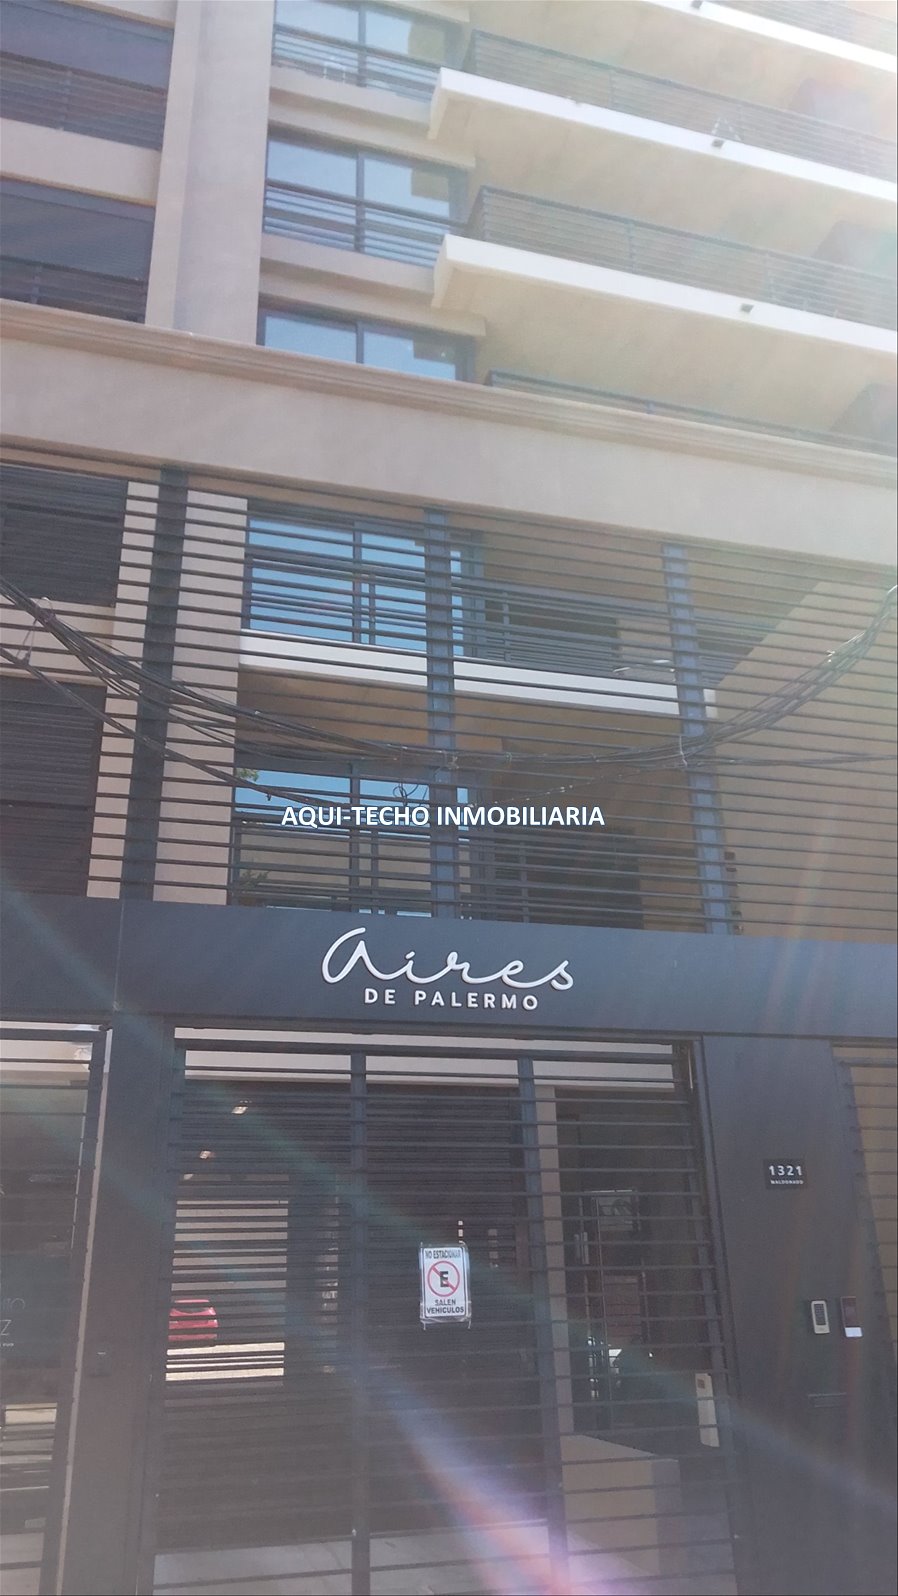 AQUI-TECHO INMOBILIARIA
aires
DE PALERMO
1321
MALDONADO
NO ESTACIONAR
E
SALEN
VEHICULOS